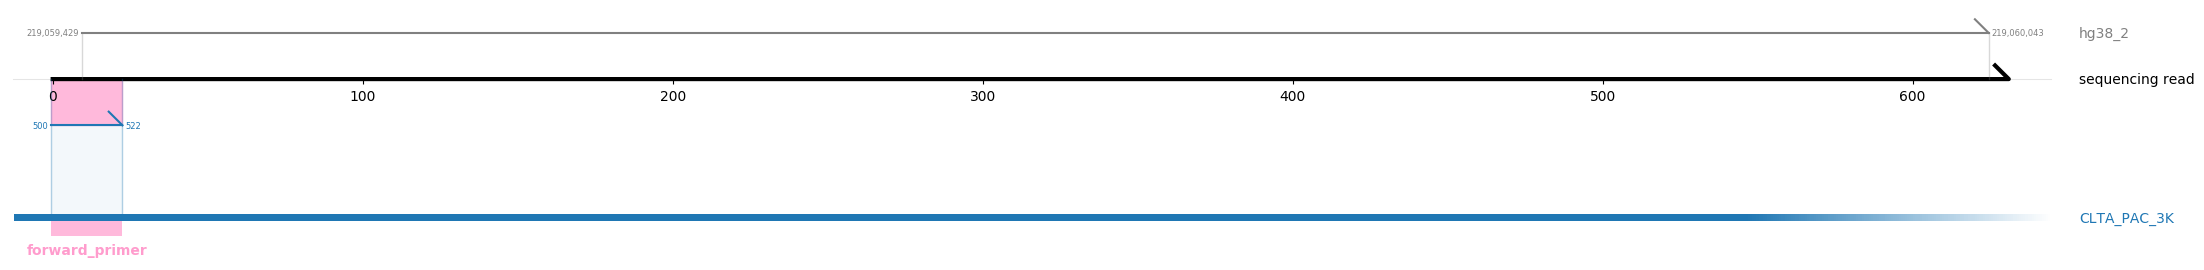 219,059,429 219,060,043 hg38_2
sequencing read
0 100 200 300 400 500 600
500 522
CLTA_PAC_3K
forward_primer